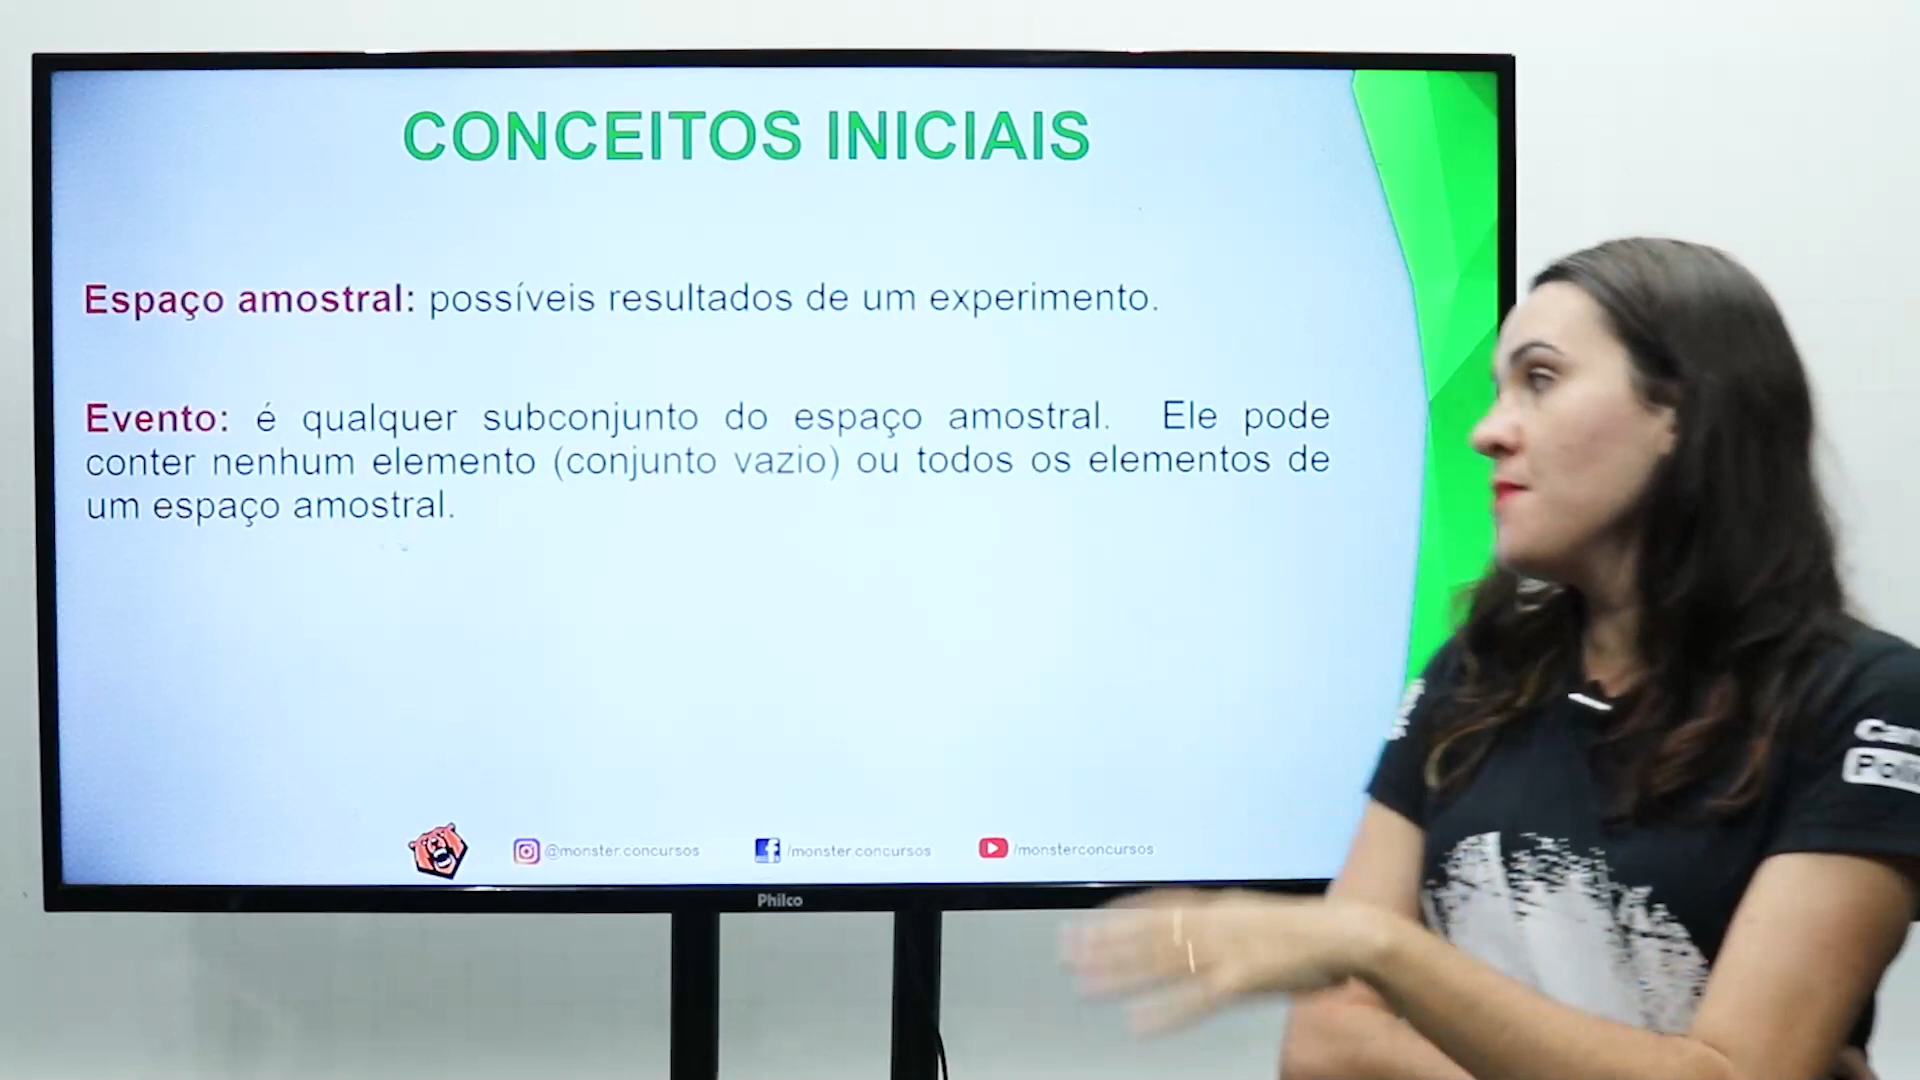 CONCEITOS INICIAIS
Espaço amostral: possíveis resultados de um experimento.
Evento: é qualquer subconjunto do espaço amostral. Ele pode
conter nenhum elemento (conjunto vazio) ou todos os elementos de
um espaço amostral.
@monster.concursos
/monster.concursos
/monsterconcursos
Philco